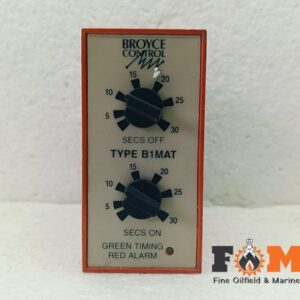 BROYCE
CONTROL
15 20
10 25
5 30
SECS OFF
TYPE B1MAT
15 20
10 25
5 30
SECS ON
GREEN TIMING
RED ALARM
FOM
Fine Oilfield & Marine